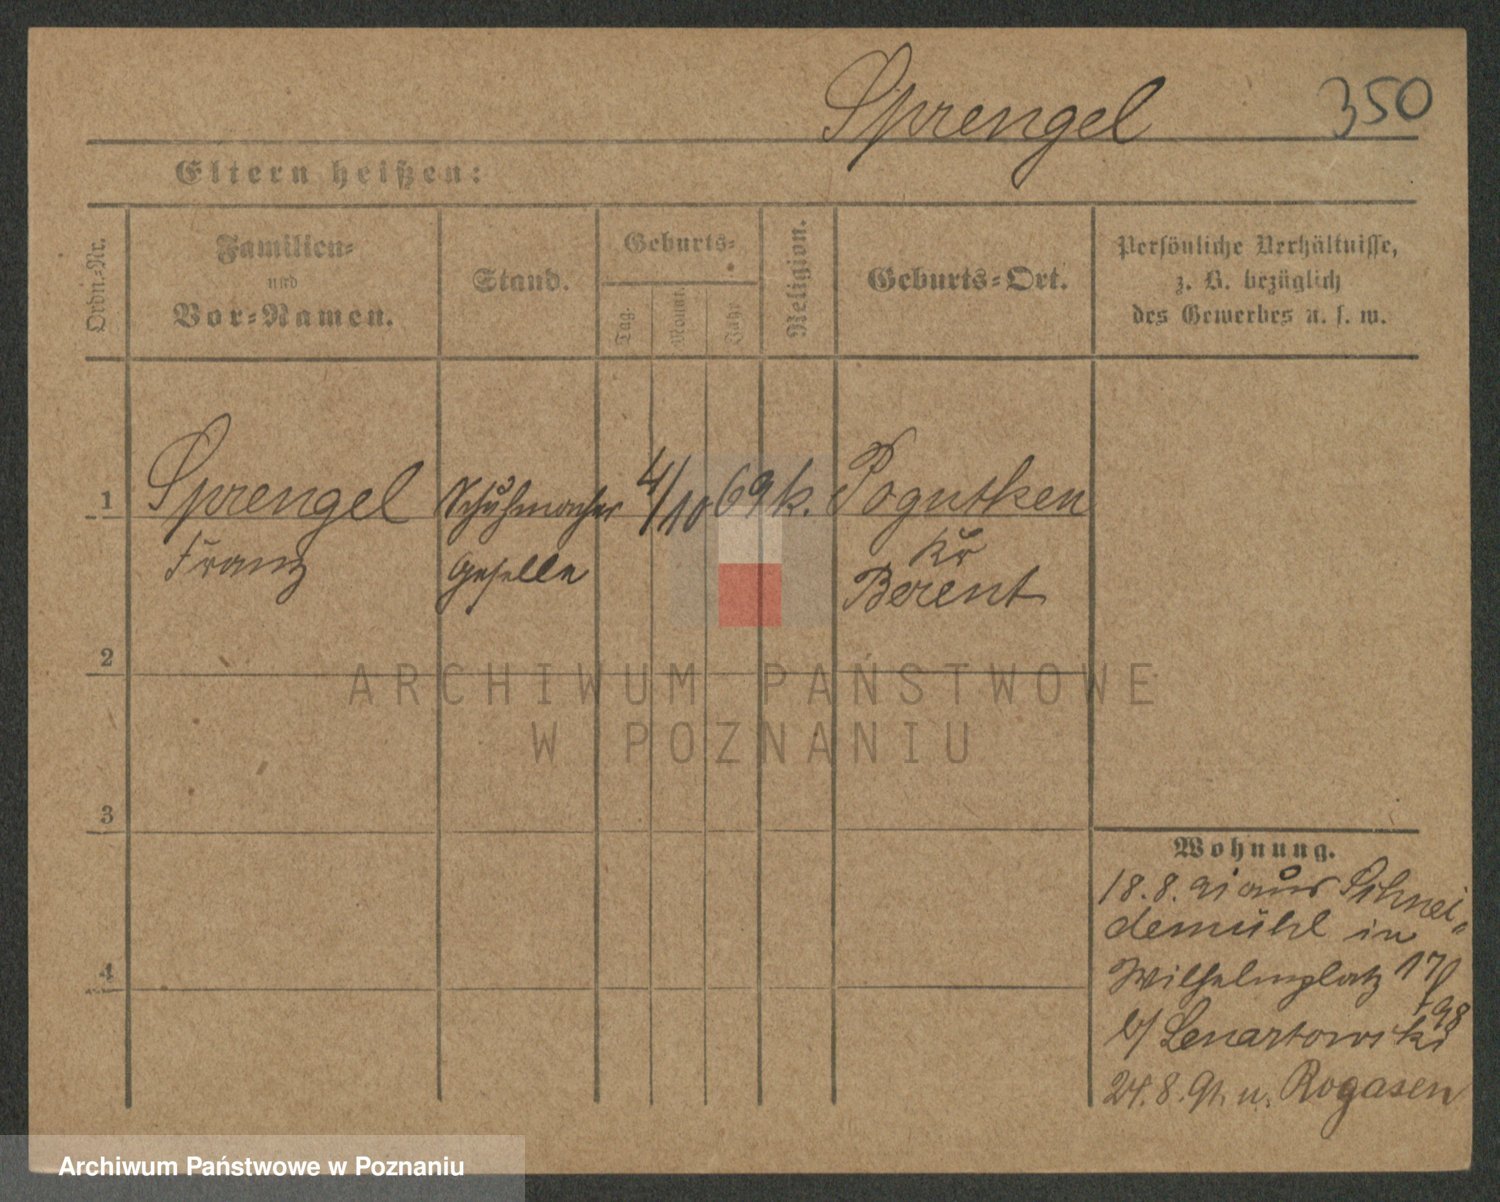 Sprengel 350
Eltern heißen:
Ordn.-Nr.
Familien-
und
Vor-Namen.
Stand.
Geburts-
Tag.
Monat.
Jahr
Religion.
Geburts-Ort.
Persönliche Verhältnisse,
z. B. bezüglich
des Gewerbes u. s. w.
1 Sprengel Schuhmacher 4/10 69 k. Pogutken
Franz Geselle Kr
Berent
2
3
4
Wohnung.
18.8.91 aus Schnei-
demühl in
Wilhelmplatz 17/
98
b/ Lenartowski
24.8.91. n. Rogasen
ARCHIWUM PAŃSTWOWE
W POZNANIU
Archiwum Państwowe w Poznaniu